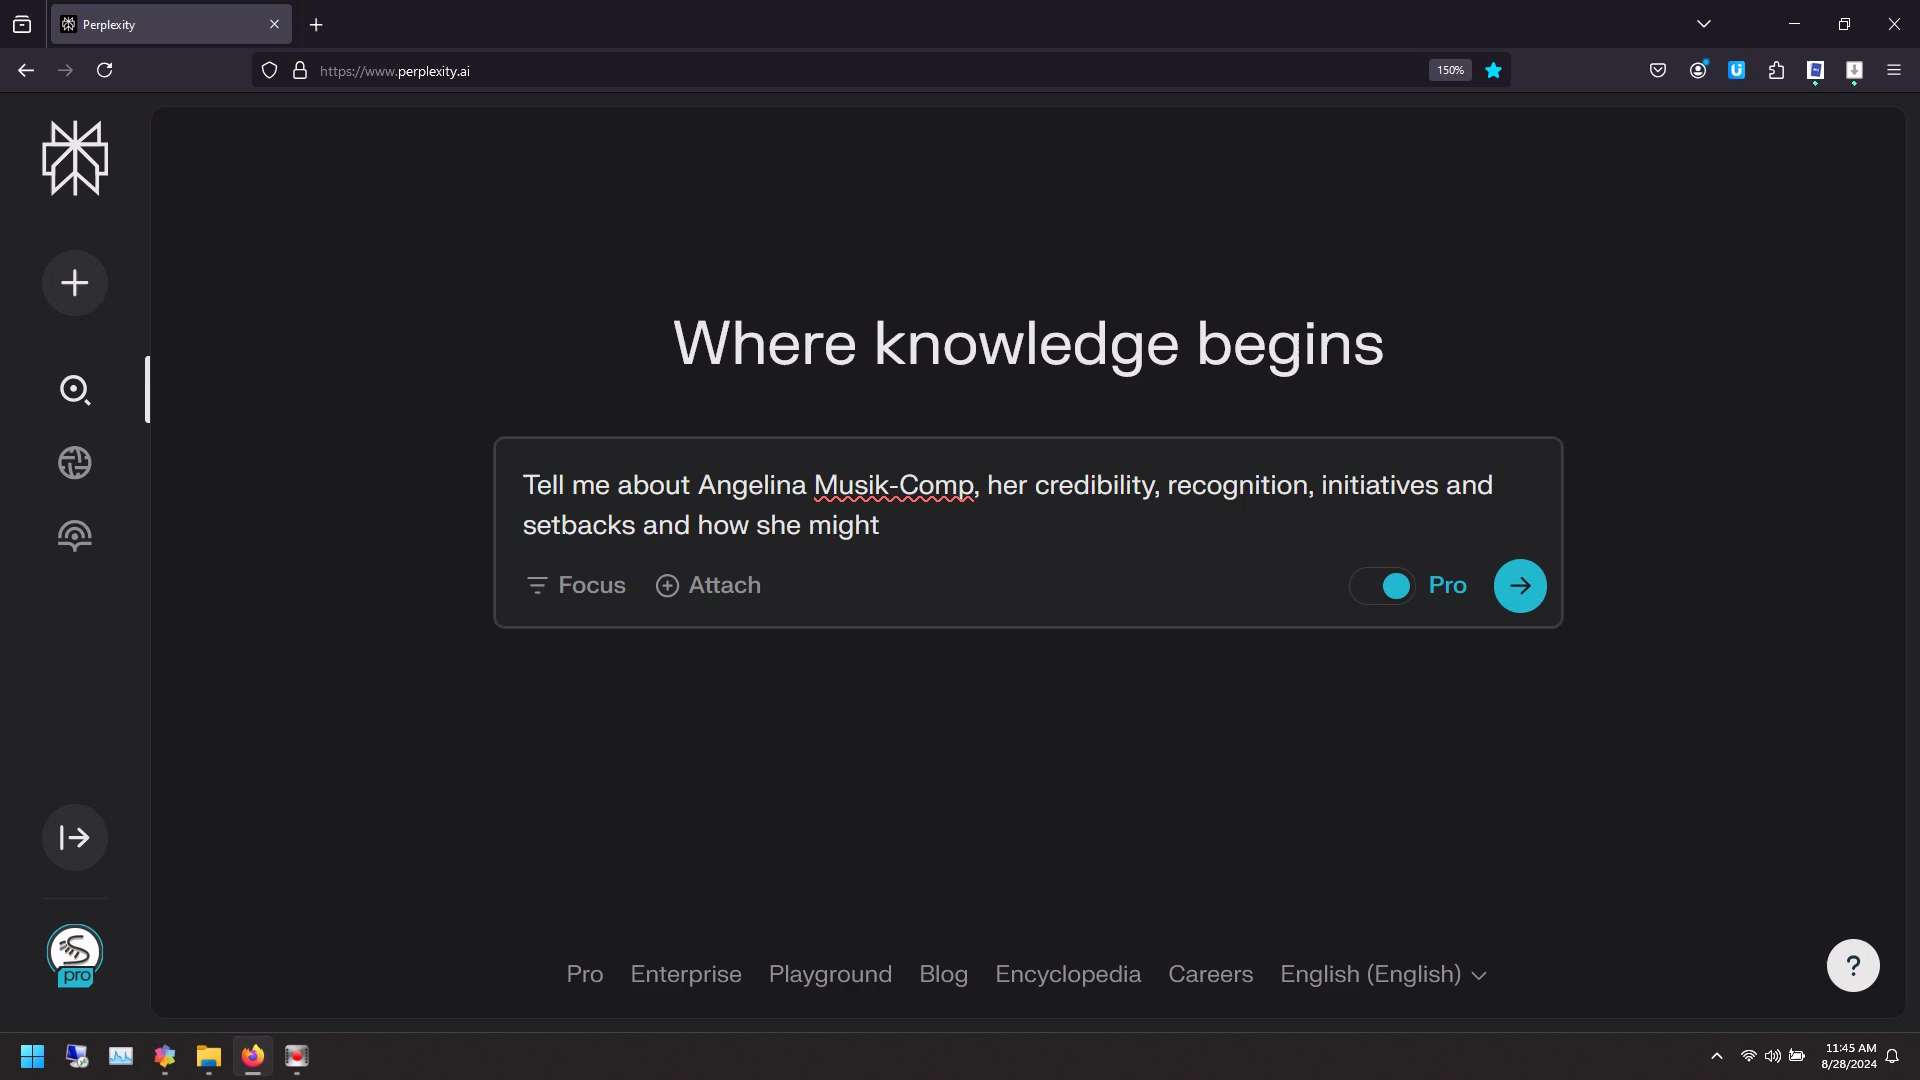 Perplexity
https://www.perplexity.ai
150%
Where knowledge begins
Tell me about Angelina Musik-Comp, her credibility, recognition, initiatives and
setbacks and how she might
Focus Attach Pro
pro
Pro Enterprise Playground Blog Encyclopedia Careers English (English)
?
11:45 AM
8/28/2024